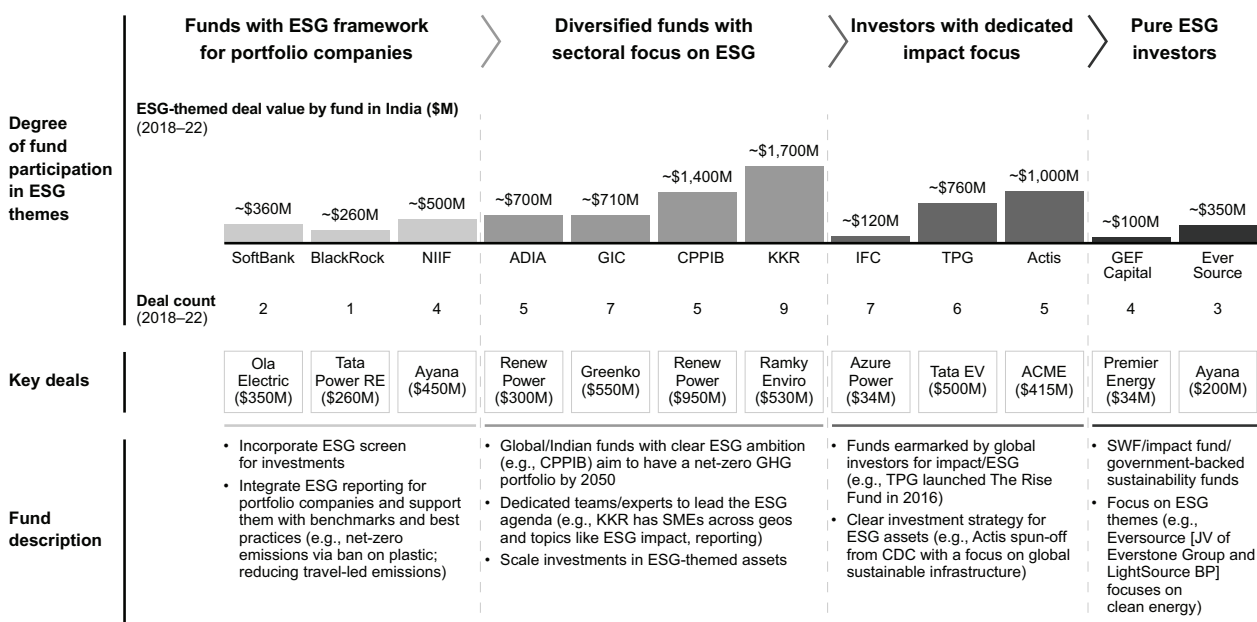 Funds with ESG framework
for portfolio companies
Diversified funds with
sectoral focus on ESG
Investors with dedicated
impact focus
Pure ESG
investors
Degree
of fund
participation
in ESG
themes
ESG-themed deal value by fund in India ($M)
(2018–22)
~$360M
~$260M
~$500M
~$700M
~$710M
~$1,400M
~$1,700M
~$120M
~$760M
~$1,000M
~$100M
~$350M
SoftBank
BlackRock
NIIF
ADIA
GIC
CPPIB
KKR
IFC
TPG
Actis
GEF
Capital
Ever
Source
Deal count
(2018–22)
2
1
4
5
7
5
9
7
6
5
4
3
Key deals
Ola
Electric
($350M)
Tata
Power RE
($260M)
Ayana
($450M)
Renew
Power
($300M)
Greenko
($550M)
Renew
Power
($950M)
Ramky
Enviro
($530M)
Azure
Power
($34M)
Tata EV
($500M)
ACME
($415M)
Premier
Energy
($34M)
Ayana
($200M)
Fund
description
• Incorporate ESG screen
for investments
• Integrate ESG reporting for
portfolio companies and support
them with benchmarks and best
practices (e.g., net-zero
emissions via ban on plastic;
reducing travel-led emissions)
• Global/Indian funds with clear ESG ambition
(e.g., CPPIB) aim to have a net-zero GHG
portfolio by 2050
• Dedicated teams/experts to lead the ESG
agenda (e.g., KKR has SMEs across geos
and topics like ESG impact, reporting)
• Scale investments in ESG-themed assets
• Funds earmarked by global
investors for impact/ESG
(e.g., TPG launched The Rise
Fund in 2016)
• Clear investment strategy for
ESG assets (e.g., Actis spun-off
from CDC with a focus on global
sustainable infrastructure)
• SWF/impact fund/
government-backed
sustainability funds
• Focus on ESG
themes (e.g.,
Eversource [JV of
Everstone Group and
LightSource BP]
focuses on
clean energy)